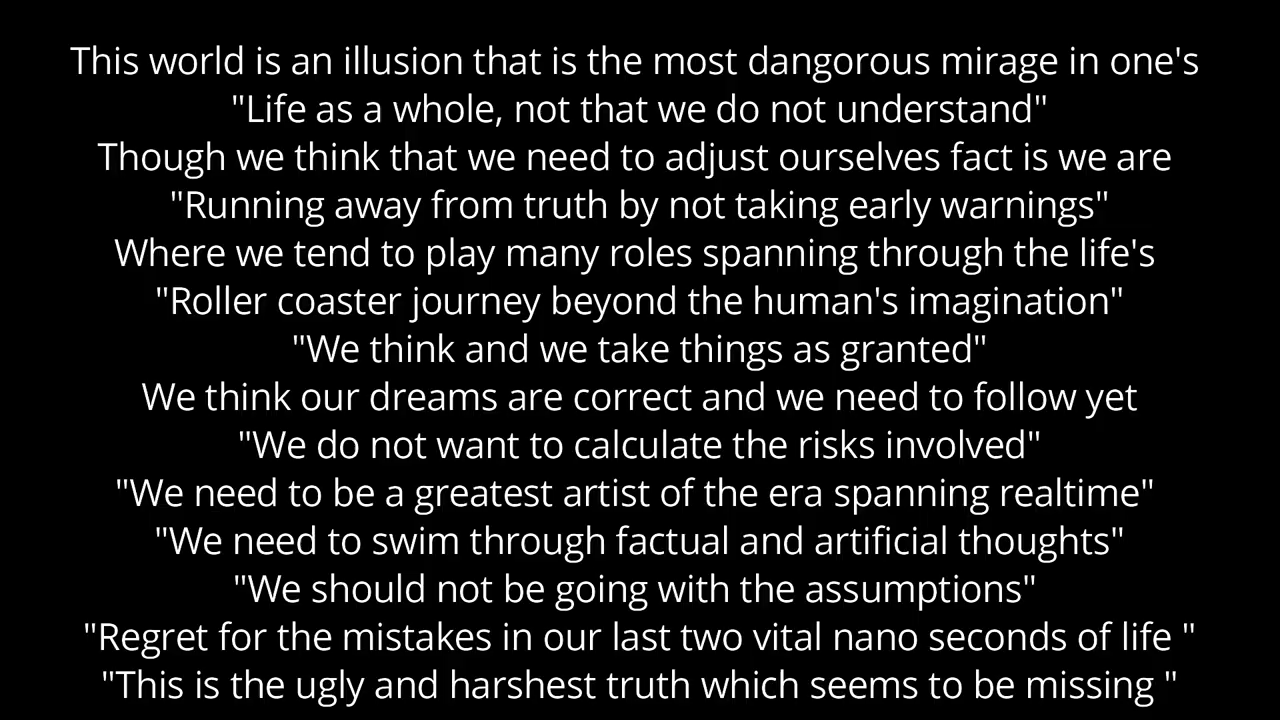 This world is an illusion that is the most dangorous mirage in one's
"Life as a whole, not that we do not understand"
Though we think that we need to adjust ourselves fact is we are
"Running away from truth by not taking early warnings"
Where we tend to play many roles spanning through the life's
"Roller coaster journey beyond the human's imagination"
"We think and we take things as granted"
We think our dreams are correct and we need to follow yet
"We do not want to calculate the risks involved"
"We need to be a greatest artist of the era spanning realtime"
"We need to swim through factual and artificial thoughts"
"We should not be going with the assumptions"
"Regret for the mistakes in our last two vital nano seconds of life "
"This is the ugly and harshest truth which seems to be missing "